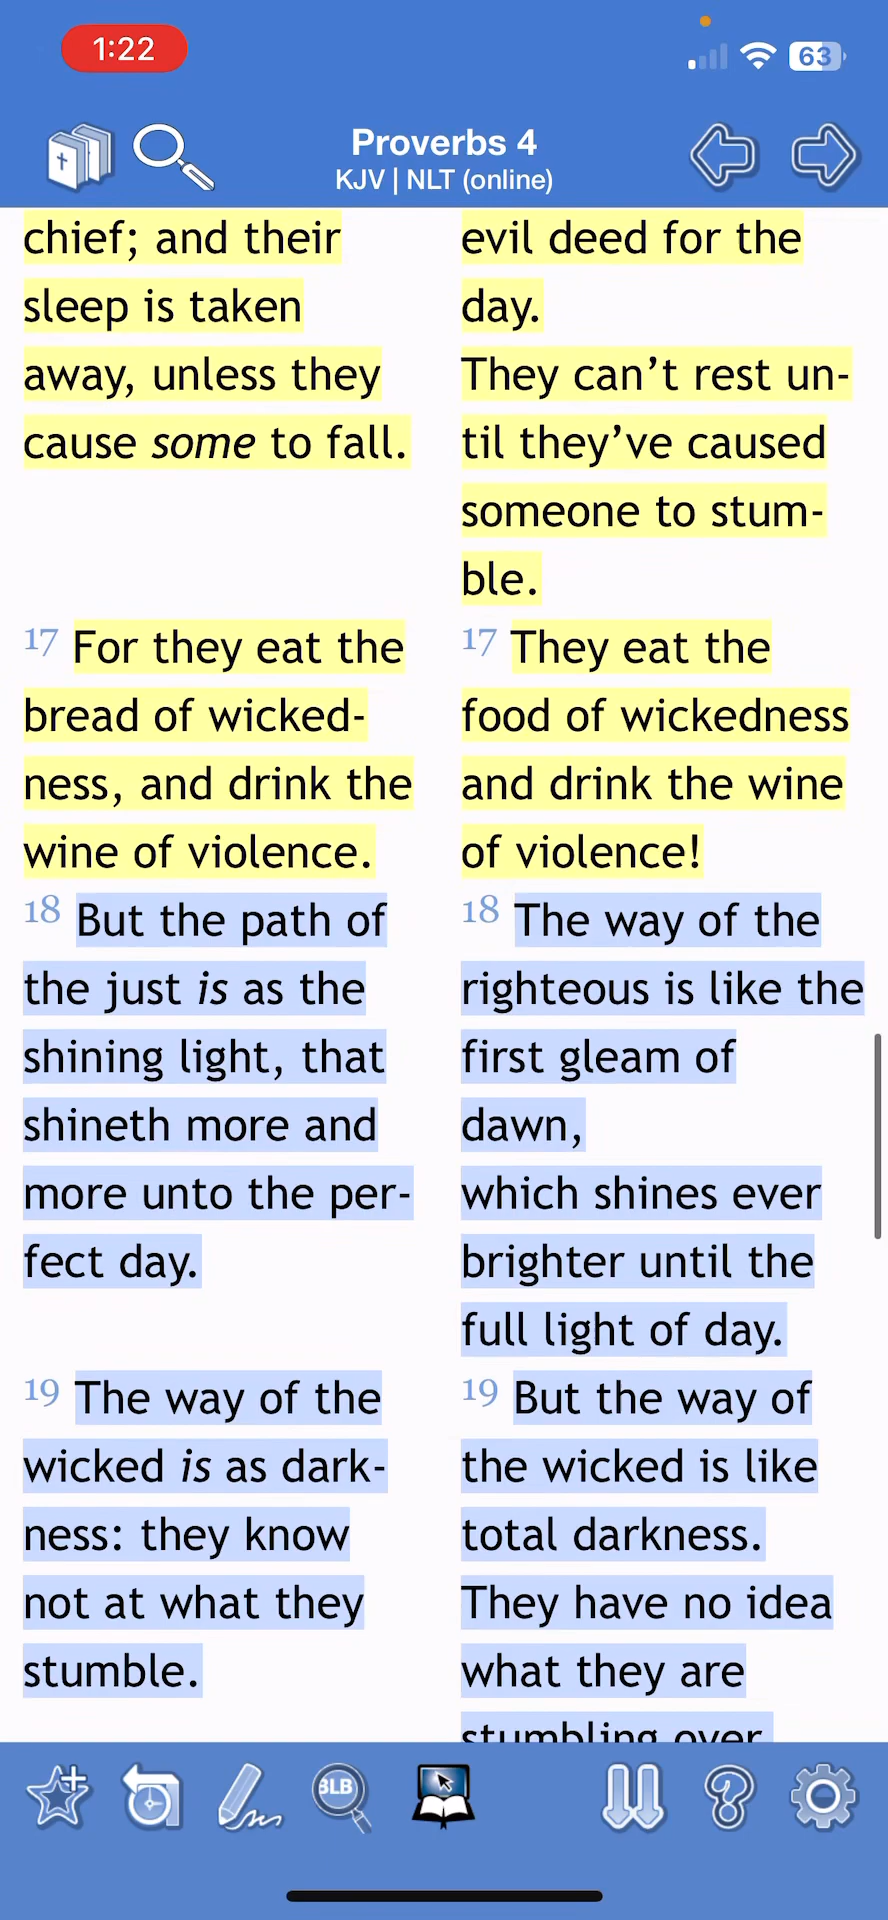 1:22
63
Proverbs 4
KJV | NLT (online)
chief; and their
sleep is taken
away, unless they
cause some to fall.
17 For they eat the
bread of wicked-
ness, and drink the
wine of violence.
18 But the path of
the just is as the
shining light, that
shineth more and
more unto the per-
fect day.
19 The way of the
wicked is as dark-
ness: they know
not at what they
stumble.
evil deed for the
day.
They can’t rest un-
til they’ve caused
someone to stum-
ble.
17 They eat the
food of wickedness
and drink the wine
of violence!
18 The way of the
righteous is like the
first gleam of
dawn,
which shines ever
brighter until the
full light of day.
19 But the way of
the wicked is like
total darkness.
They have no idea
what they are
stumbling over.
BLB